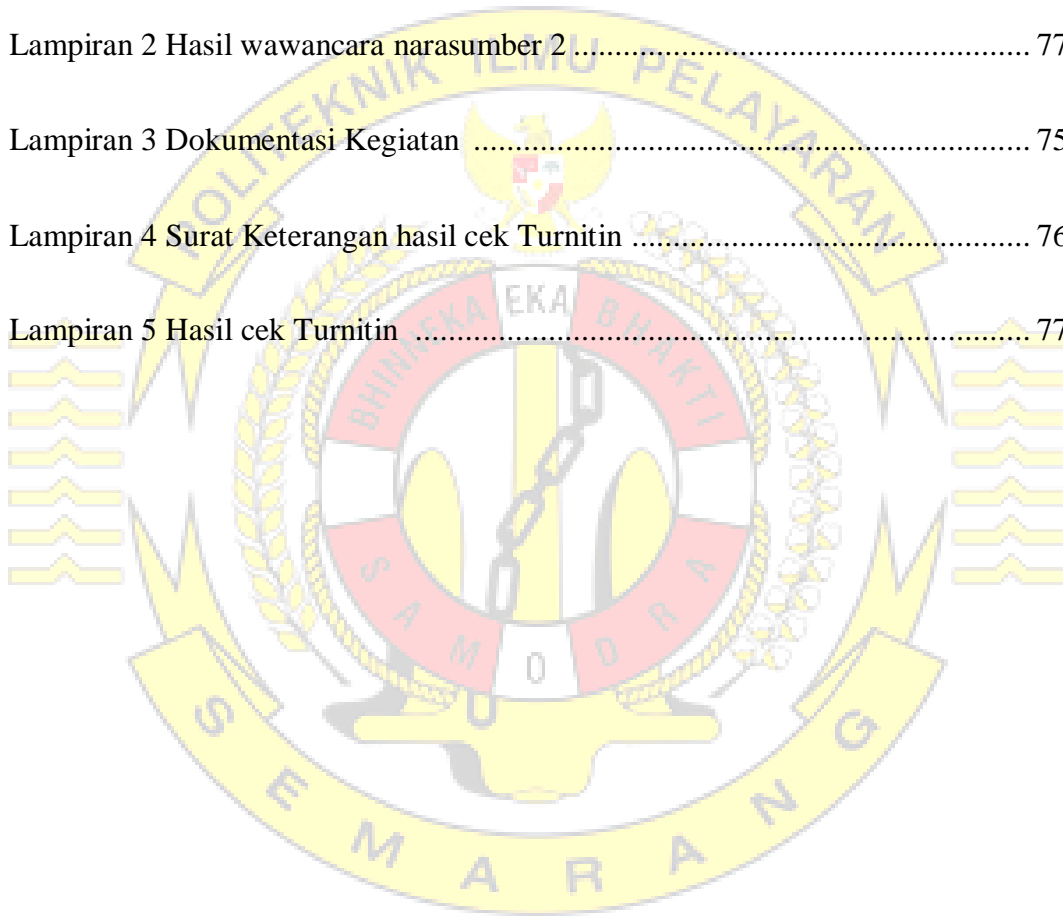 Lampiran 2 Hasil wawancara narasumber 2 ........................................................ 77
POLITEKNIK ILMU PELAYARAN
Lampiran 3 Dokumentasi Kegiatan .................................................................... 75
Lampiran 4 Surat Keterangan hasil cek Turnitin ................................................ 76
Lampiran 5 Hasil cek Turnitin ........................................................................... 77
BHINNEKA EKA BHAKTI
SAMODRA
SEMARANG